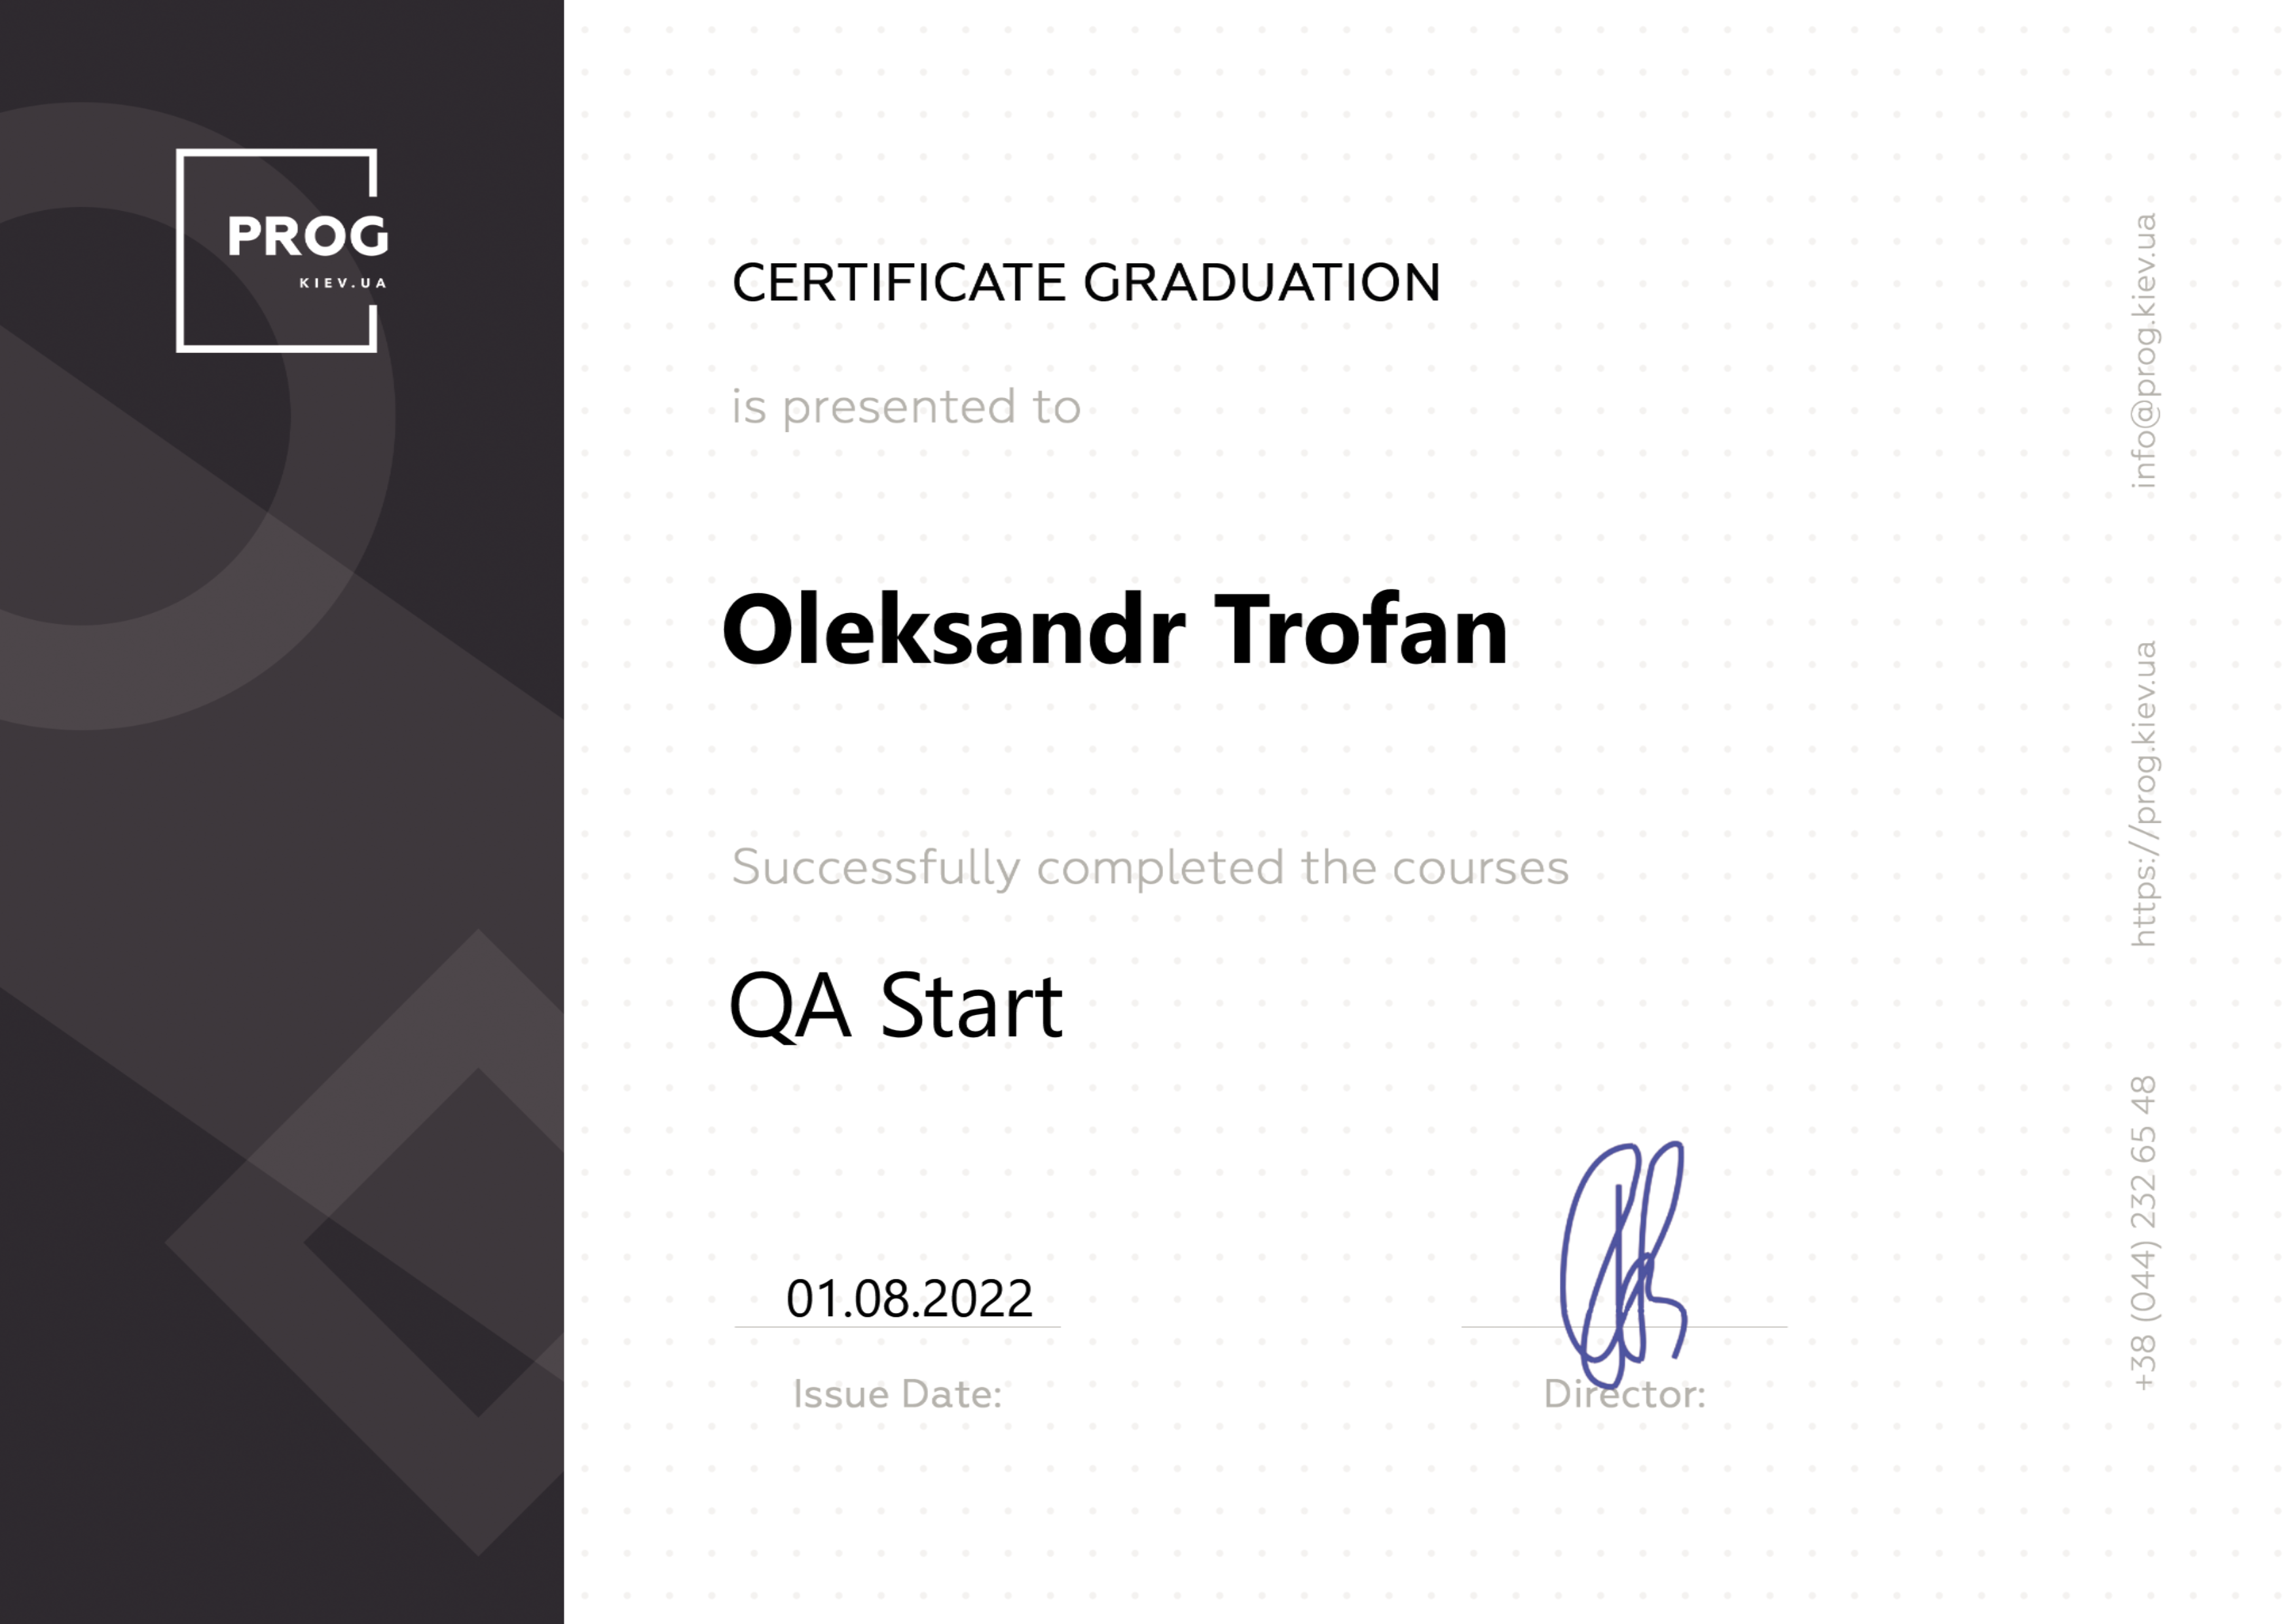 PROG
KIEV.UA
CERTIFICATE GRADUATION
is presented to
Oleksandr Trofan
Successfully completed the courses
QA Start
01.08.2022
Issue Date:
Director:
info@prog.kiev.ua
https://prog.kiev.ua
+38 (044) 232 65 48